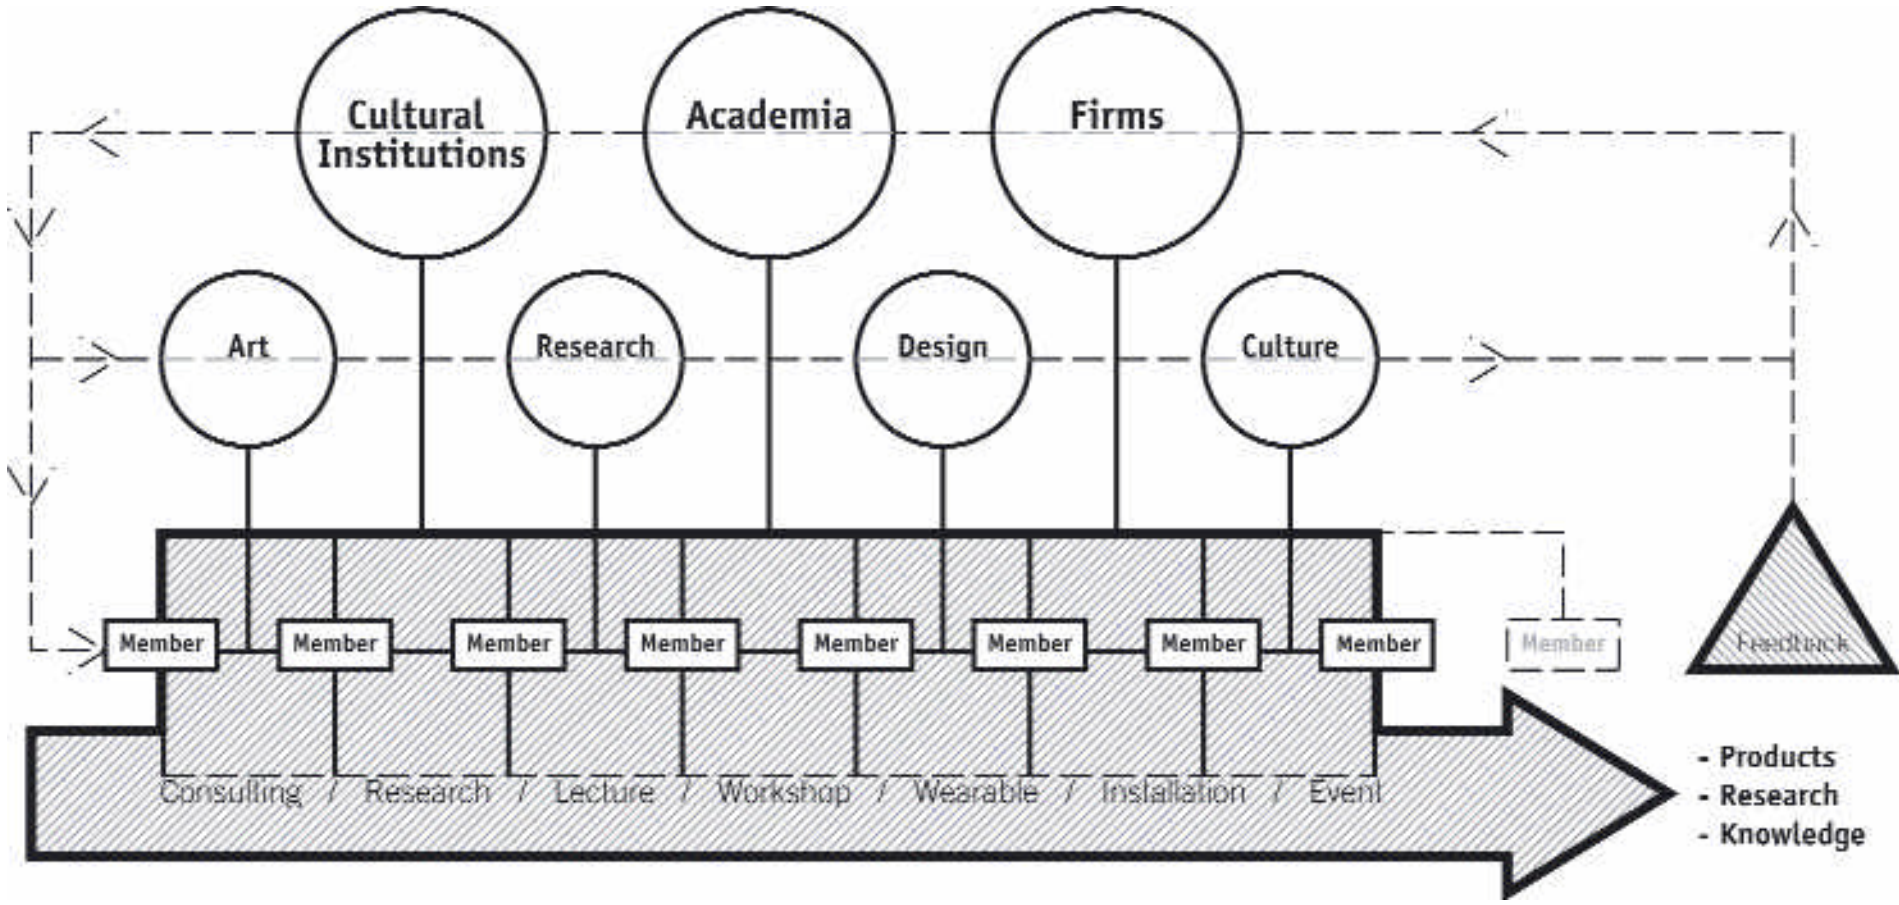 Cultural
Institutions
Academia
Firms
Art
Research
Design
Culture
Member
Member
Member
Member
Member
Member
Member
Member
Member
Feedback
Consulting / Research / Lecture / Workshop / Wearable / Installation / Event
- Products
- Research
- Knowledge